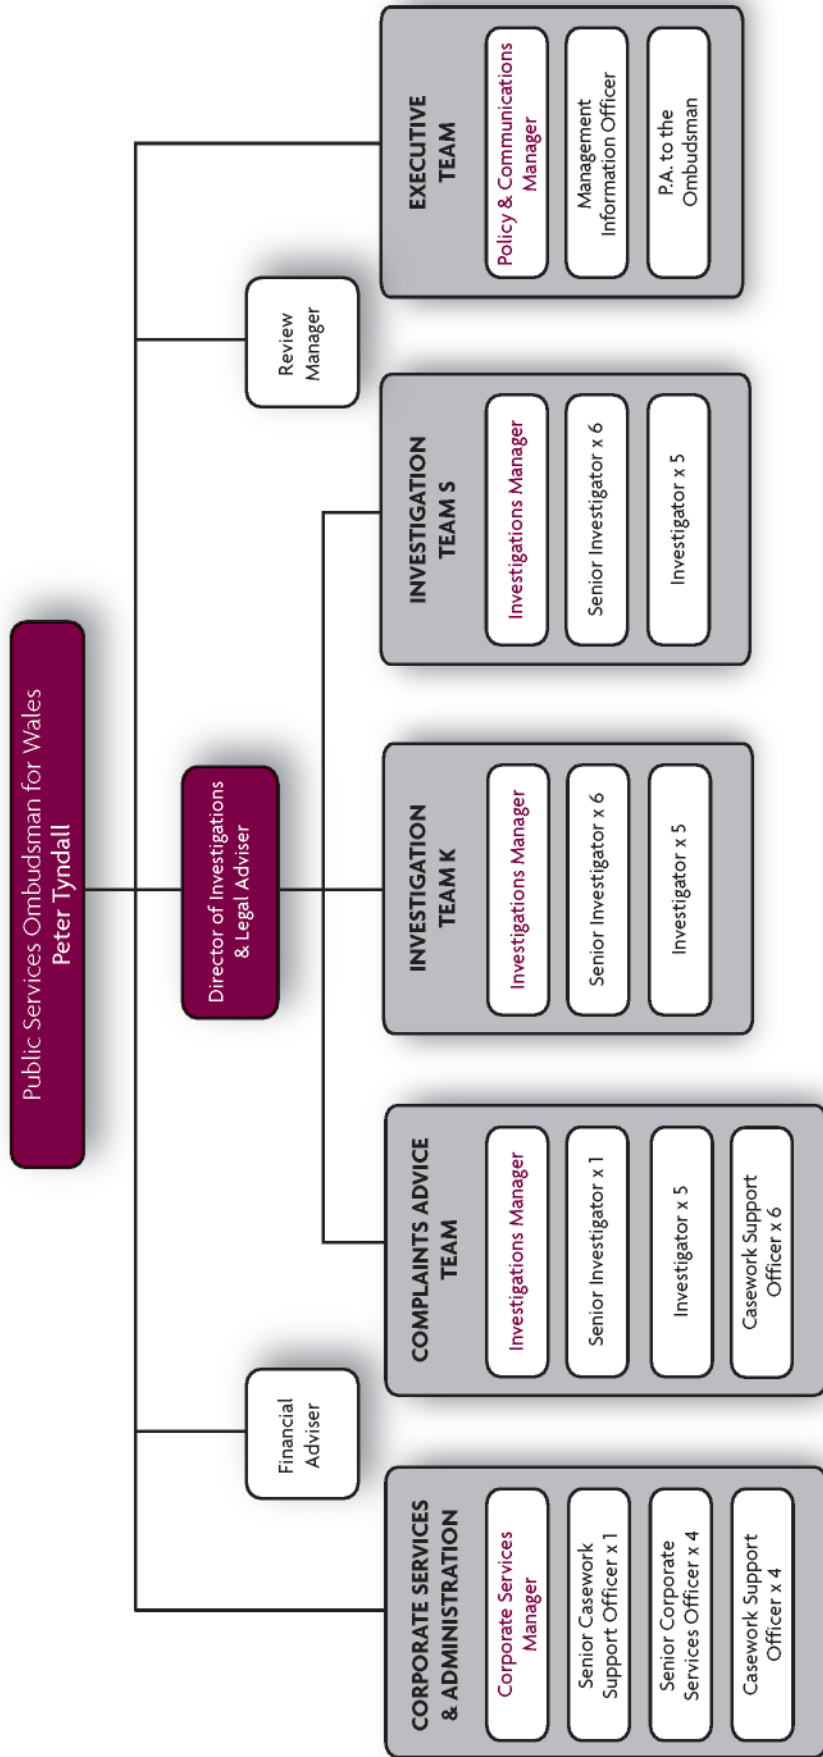 Public Services Ombudsman for Wales
Peter Tyndall
Director of Investigations
& Legal Adviser
Financial
Adviser
Review
Manager
CORPORATE SERVICES
& ADMINISTRATION
Corporate Services
Manager
Senior Casework
Support Officer x 1
Senior Corporate
Services Officer x 4
Casework Support
Officer x 4
COMPLAINTS ADVICE
TEAM
Investigations Manager
Senior Investigator x 1
Investigator x 5
Casework Support
Officer x 6
INVESTIGATION
TEAM K
Investigations Manager
Senior Investigator x 6
Investigator x 5
INVESTIGATION
TEAM S
Investigations Manager
Senior Investigator x 6
Investigator x 5
EXECUTIVE
TEAM
Policy & Communications
Manager
Management
Information Officer
P.A. to the
Ombudsman